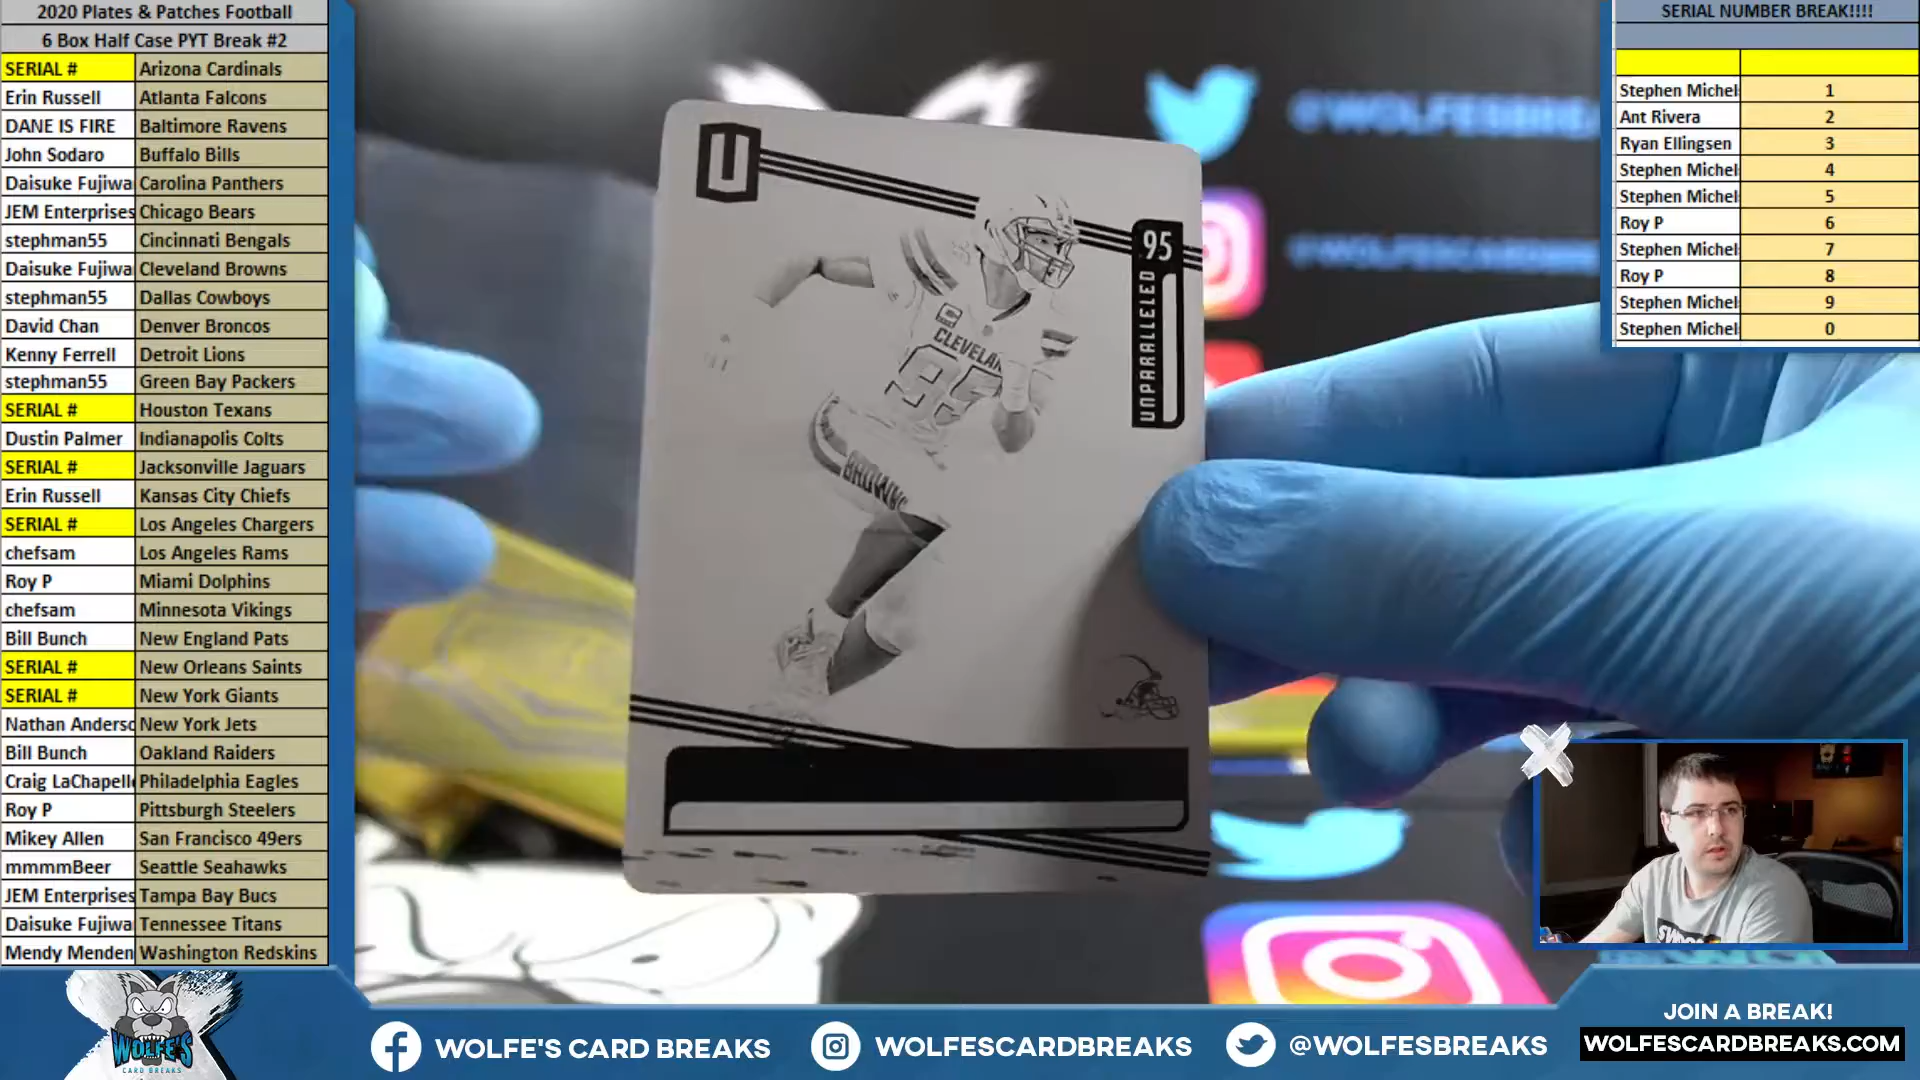 2020 Plates & Patches Football
6 Box Half Case PYT Break #2
SERIAL # Arizona Cardinals
Erin Russell Atlanta Falcons
DANE IS FIRE Baltimore Ravens
John Sodaro Buffalo Bills
Daisuke Fujiwa Carolina Panthers
JEM Enterprises Chicago Bears
stephman55 Cincinnati Bengals
Daisuke Fujiwa Cleveland Browns
stephman55 Dallas Cowboys
David Chan Denver Broncos
Kenny Ferrell Detroit Lions
stephman55 Green Bay Packers
SERIAL # Houston Texans
Dustin Palmer Indianapolis Colts
SERIAL # Jacksonville Jaguars
Erin Russell Kansas City Chiefs
SERIAL # Los Angeles Chargers
chefsam Los Angeles Rams
Roy P Miami Dolphins
chefsam Minnesota Vikings
Bill Bunch New England Pats
SERIAL # New Orleans Saints
SERIAL # New York Giants
Nathan Anderso New York Jets
Bill Bunch Oakland Raiders
Craig LaChapelle Philadelphia Eagles
Roy P Pittsburgh Steelers
Mikey Allen San Francisco 49ers
mmmmBeer Seattle Seahawks
JEM Enterprises Tampa Bay Bucs
Daisuke Fujiwa Tennessee Titans
Mendy Menden Washington Redskins
U
95
UNPARALLELED
CLEVELAN
95
BROWNS
@WOLFESBREA
SERIAL NUMBER BREAK!!!!
Stephen Michel 1
Ant Rivera 2
Ryan Ellingsen 3
Stephen Michel 4
Stephen Michel 5
Roy P 6
Stephen Michel 7
Roy P 8
Stephen Michel 9
Stephen Michel 0
WOLFE'S
CARD BREAKS
WOLFE'S CARD BREAKS
WOLFESCARDBREAKS
@WOLFESBREAKS
JOIN A BREAK!
WOLFESCARDBREAKS.COM